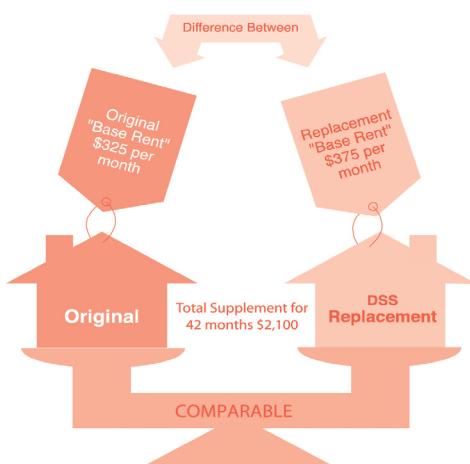 Difference Between
Original
"Base Rent"
$325 per
month
Replacement
"Base Rent"
$375 per
month
Original
Total Supplement for
42 months $2,100
DSS
Replacement
COMPARABLE